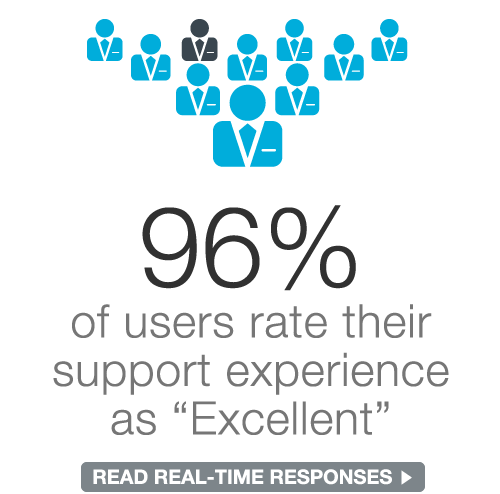 96%
of users rate their
support experience
as “Excellent”
READ REAL-TIME RESPONSES